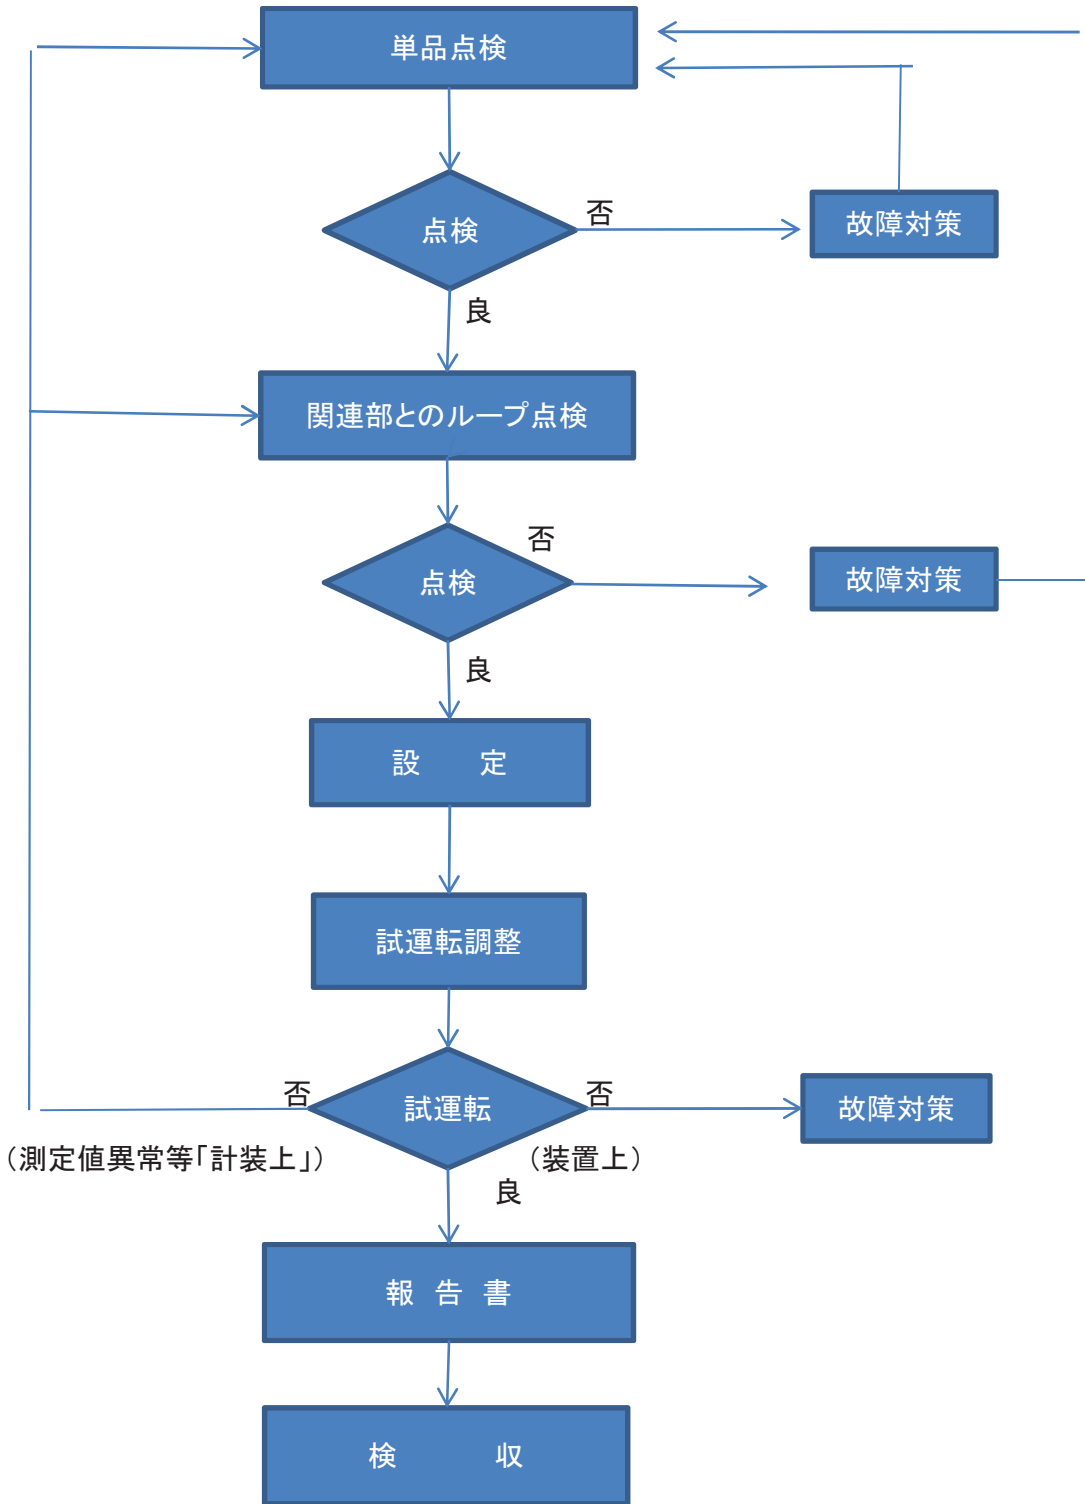 単品点検
否
点検
故障対策
良
関連部とのループ点検
否
点検
故障対策
良
設　　定
試運転調整
否
試運転
否
故障対策
（測定値異常等「計装上」）
（装置上）
良
報 告 書
検　　　収